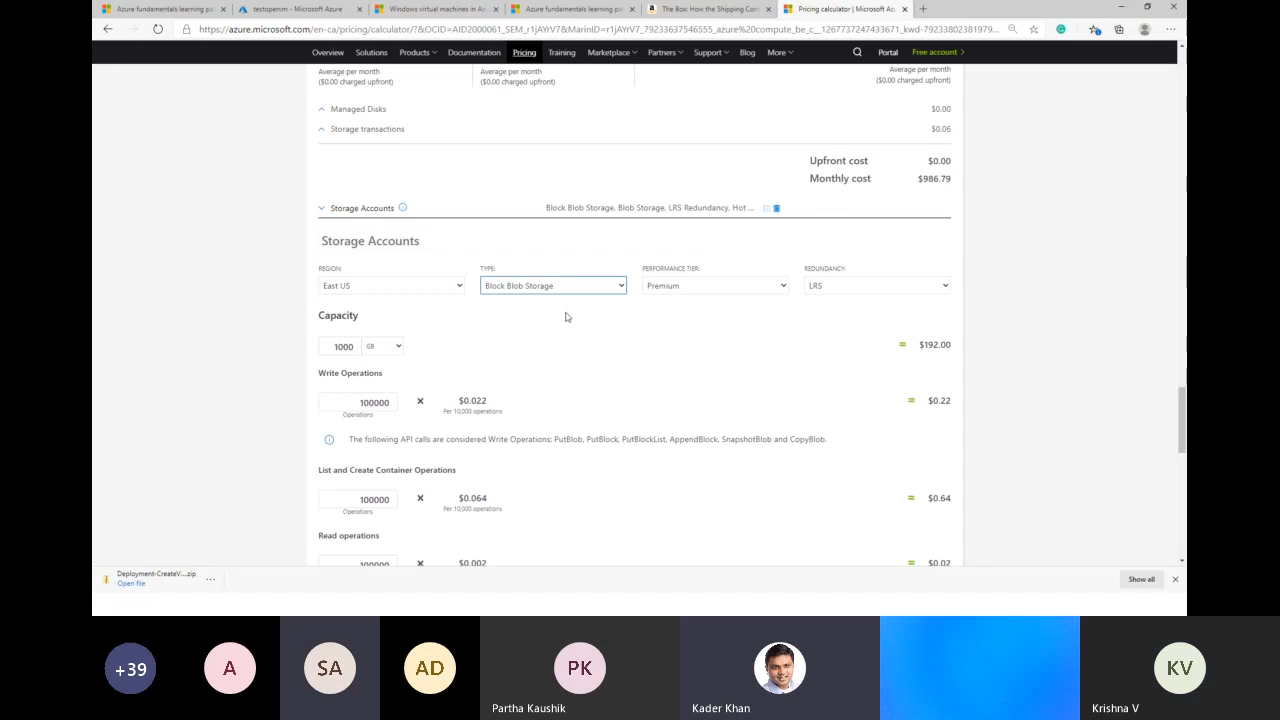 Azure fundamentals learning pat
testopervm - Microsoft Azure
Windows virtual machines in Az
Azure fundamentals learning pat
The Box: How the Shipping Cont
Pricing calculator | Microsoft Az
https://azure.microsoft.com/en-ca/pricing/calculator/?&OCID=AID2000061_SEM_r1jAYrV7&MarinID=r1jAYV7_79233637546555_azure%20compute_be_c__1267737247433671_kwd-79233802381979...
Overview Solutions Products Documentation Pricing Training Marketplace Partners Support Blog More Portal Free account >
Average per month
($0.00 charged upfront)
Average per month
($0.00 charged upfront)
Average per month
($0.00 charged upfront)
Managed Disks $0.00
Storage transactions $0.06
Upfront cost $0.00
Monthly cost $986.79
Storage Accounts Block Blob Storage, Blob Storage, LRS Redundancy, Hot ...
Storage Accounts
REGION: TYPE: PERFORMANCE TIER: REDUNDANCY:
East US Block Blob Storage Premium LRS
Capacity
1000 GB = $192.00
Write Operations
100000 × $0.022 = $0.22
Operations Per 10,000 operations
The following API calls are considered Write Operations: PutBlob, PutBlock, PutBlockList, AppendBlock, SnapshotBlob and CopyBlob.
List and Create Container Operations
100000 × $0.064 = $0.64
Operations Per 10,000 operations
Read operations
100000 × $0.002 = $0.02
Deployment-CreateV....zip
Open file
Show all
+39
A
SA
AD
PK
Partha Kaushik
Kader Khan
KV
Krishna V